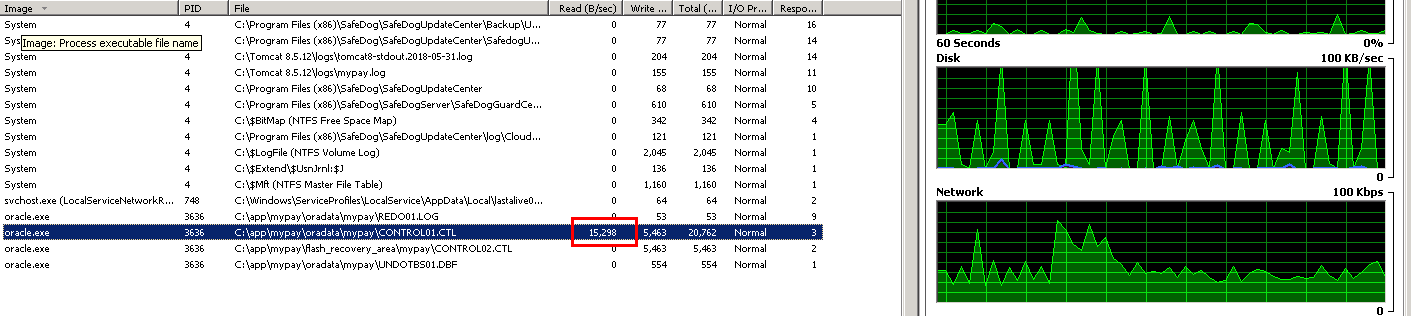 Image PID File Read (B/sec) Write ... Total (... I/O Pr... Respo...
System 4 C:\Program Files (x86)\SafeDog\SafeDogUpdateCenter\Backup\U... 0 77 77 Normal 16
Sys 4 C:\Program Files (x86)\SafeDog\SafeDogUpdateCenter\SafedogU... 0 77 77 Normal 14
Image: Process executable file name
System 4 C:\Tomcat 8.5.12\logs\tomcat8-stdout.2018-05-31.log 0 204 204 Normal 14
System 4 C:\Tomcat 8.5.12\logs\mypay.log 0 155 155 Normal 11
System 4 C:\Program Files (x86)\SafeDog\SafeDogUpdateCenter 0 68 68 Normal 10
System 4 C:\Program Files (x86)\SafeDog\SafeDogServer\SafeDogGuardCe... 0 610 610 Normal 5
System 4 C:\$BitMap (NTFS Free Space Map) 0 342 342 Normal 4
System 4 C:\Program Files (x86)\SafeDog\SafeDogUpdateCenter\log\Cloud... 0 121 121 Normal 1
System 4 C:\$LogFile (NTFS Volume Log) 0 2,045 2,045 Normal 1
System 4 C:\$Extend\$UsnJrnl:$J 0 136 136 Normal 1
System 4 C:\$Mft (NTFS Master File Table) 0 1,160 1,160 Normal 1
svchost.exe (LocalServiceNetworkR... 748 C:\Windows\ServiceProfiles\LocalService\AppData\Local\lastalive0... 0 64 64 Normal 2
oracle.exe 3636 C:\app\mypay\oradata\mypay\REDO01.LOG 0 53 53 Normal 9
oracle.exe 3636 C:\app\mypay\oradata\mypay\CONTROL01.CTL 15,298 5,463 20,762 Normal 3
oracle.exe 3636 C:\app\mypay\flash_recovery_area\mypay\CONTROL02.CTL 0 5,463 5,463 Normal 2
oracle.exe 3636 C:\app\mypay\oradata\mypay\UNDOTBS01.DBF 0 554 554 Normal 1
60 Seconds 0%
Disk 100 KB/sec
0
Network 100 Kbps
0